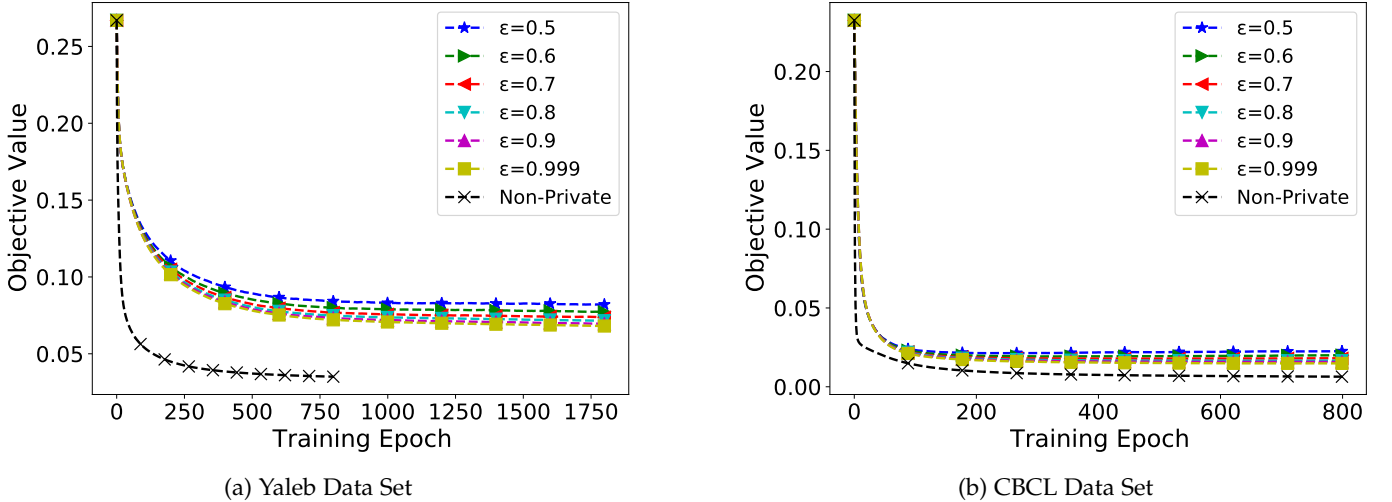 Objective Value
0.25
0.20
0.15
0.10
0.05
0 250 500 750 1000 1250 1500 1750
Training Epoch
ε=0.5
ε=0.6
ε=0.7
ε=0.8
ε=0.9
ε=0.999
Non-Private
(a) Yaleb Data Set
Objective Value
0.20
0.15
0.10
0.05
0.00
0 200 400 600 800
Training Epoch
ε=0.5
ε=0.6
ε=0.7
ε=0.8
ε=0.9
ε=0.999
Non-Private
(b) CBCL Data Set